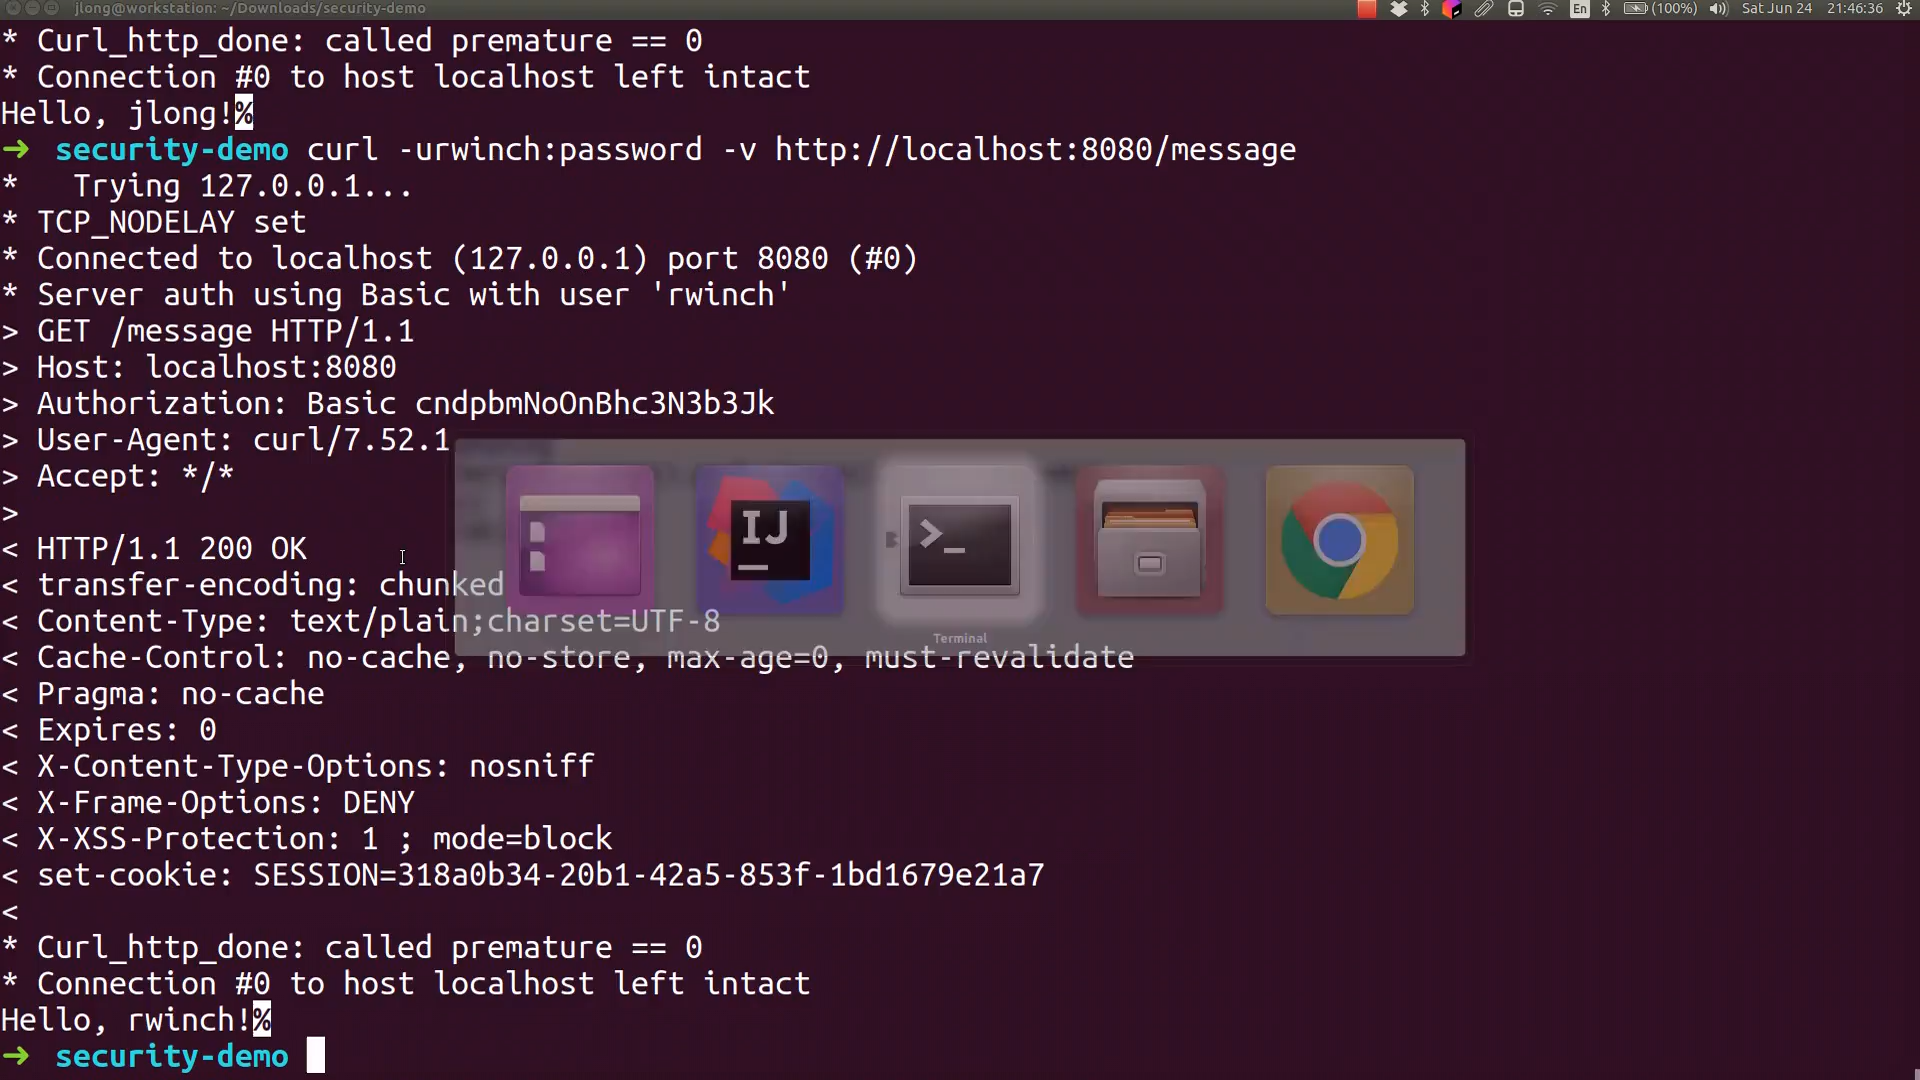 jlong@workstation: ~/Downloads/security-demo
En (100%) Sat Jun 24 21:46:36
* Curl_http_done: called premature == 0
* Connection #0 to host localhost left intact
Hello, jlong!%
➜ security-demo curl -urwinch:password -v http://localhost:8080/message
* Trying 127.0.0.1...
* TCP_NODELAY set
* Connected to localhost (127.0.0.1) port 8080 (#0)
* Server auth using Basic with user 'rwinch'
> GET /message HTTP/1.1
> Host: localhost:8080
> Authorization: Basic cndpbmNoOnBhc3N3b3Jk
> User-Agent: curl/7.52.1
> Accept: */*
>
< HTTP/1.1 200 OK
< transfer-encoding: chunked
< Content-Type: text/plain;charset=UTF-8
< Cache-Control: no-cache, no-store, max-age=0, must-revalidate
< Pragma: no-cache
< Expires: 0
< X-Content-Type-Options: nosniff
< X-Frame-Options: DENY
< X-XSS-Protection: 1 ; mode=block
< set-cookie: SESSION=318a0b34-20b1-42a5-853f-1bd1679e21a7
<
* Curl_http_done: called premature == 0
* Connection #0 to host localhost left intact
Hello, rwinch!%
➜ security-demo
IJ
>_
Terminal